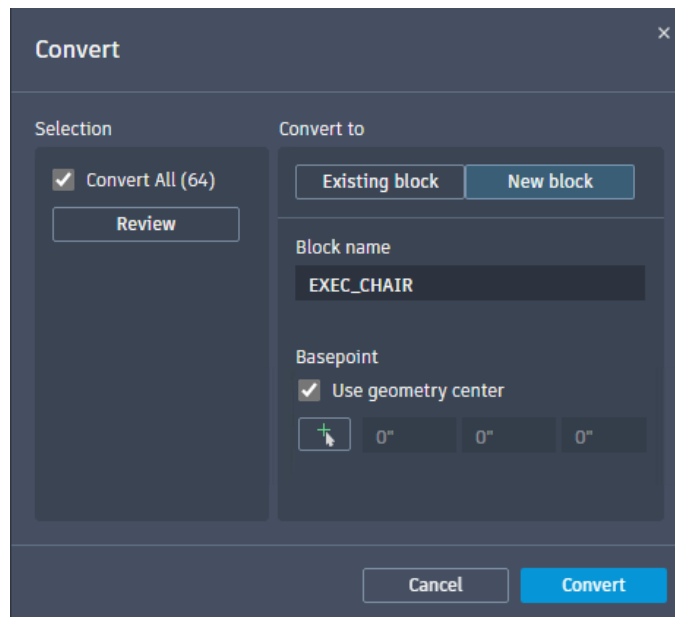 Convert
×
Selection
Convert All (64)
Review
Convert to
Existing block
New block
Block name
EXEC_CHAIR
Basepoint
Use geometry center
0" 0" 0"
Cancel
Convert